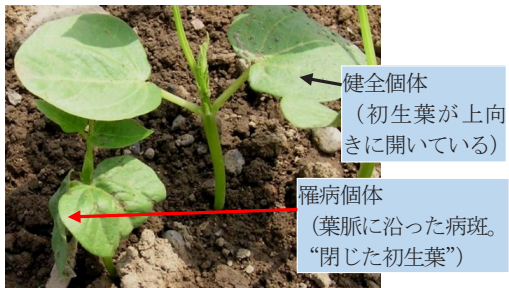 健全個体
（初生葉が上向
きに開いている）
罹病個体
（葉脈に沿った病斑。
“閉じた初生葉”）